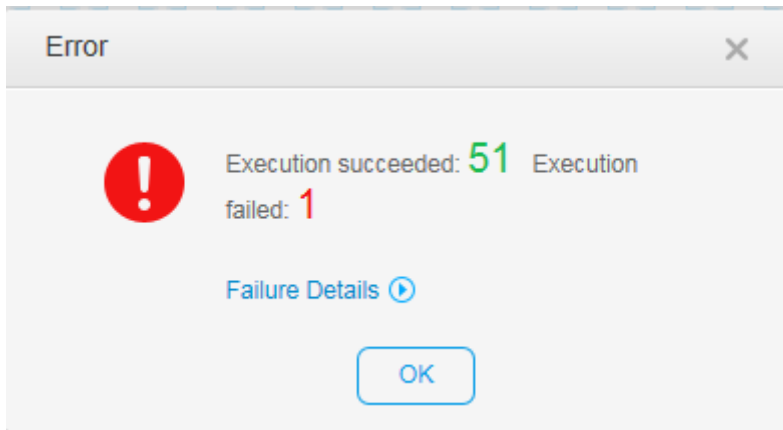 Error
Execution succeeded: 51 Execution
failed: 1
Failure Details
OK